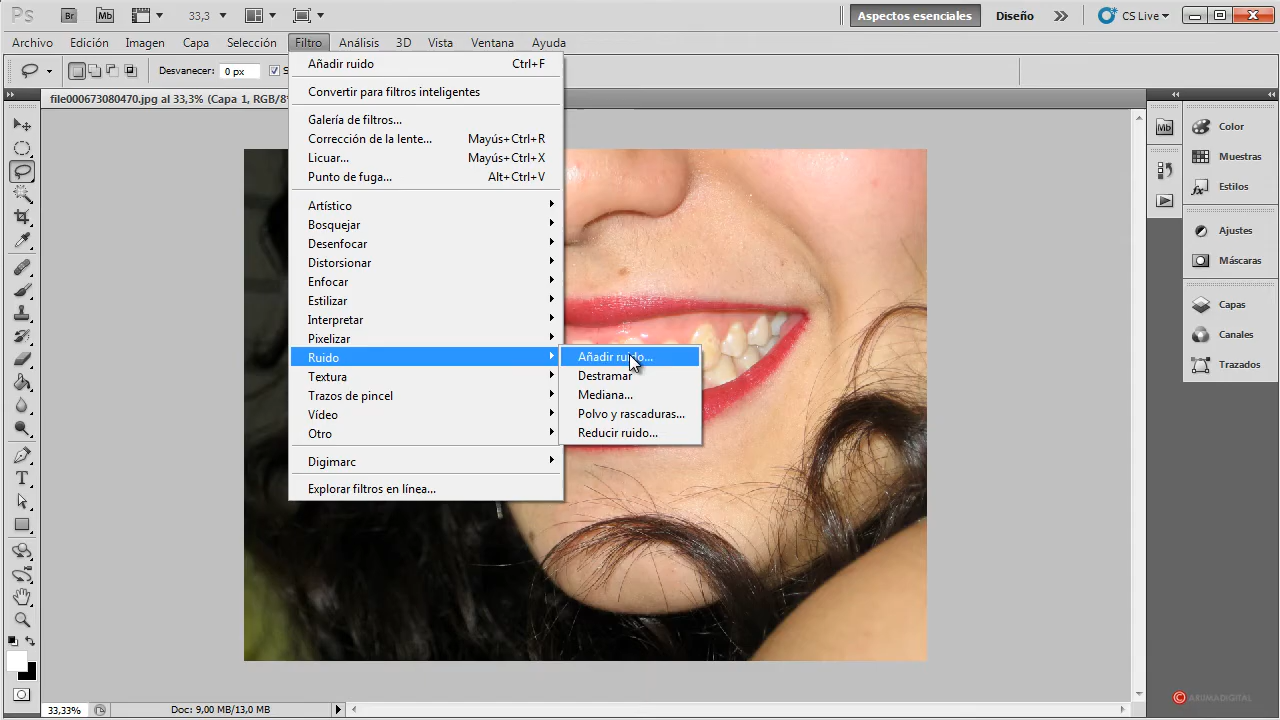 Ps Br Mb 33,3 Aspectos esenciales Diseño CS Live
Archivo Edición Imagen Capa Selección Filtro Análisis 3D Vista Ventana Ayuda
Desvanecer: 0 px
file000673080470.jpg al 33,3% (Capa 1, RGB/8
Añadir ruido Ctrl+F
Convertir para filtros inteligentes
Galería de filtros...
Corrección de la lente... Mayús+Ctrl+R
Licuar... Mayús+Ctrl+X
Punto de fuga... Alt+Ctrl+V
Artístico
Bosquejar
Desenfocar
Distorsionar
Enfocar
Estilizar
Interpretar
Pixelizar
Ruido
Textura
Trazos de pincel
Vídeo
Otro
Digimarc
Explorar filtros en línea...
Añadir ruido...
Destramar
Mediana...
Polvo y rascaduras...
Reducir ruido...
Mb
Color
Muestras
Estilos
Ajustes
Máscaras
Capas
Canales
Trazados
33,33% Doc: 9,00 MB/13,0 MB
© ARUMADIGITAL